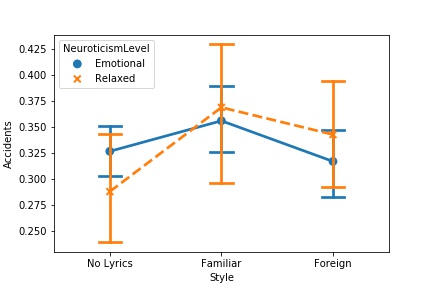 NeuroticismLevel
Emotional
Relaxed
0.425
0.400
0.375
0.350
0.325
0.300
0.275
0.250
Accidents
No Lyrics Familiar Foreign
Style